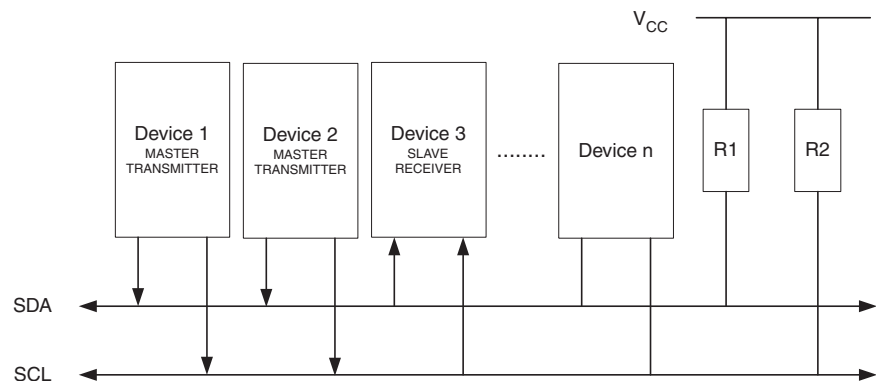 V_CC
Device 1
MASTER
TRANSMITTER
Device 2
MASTER
TRANSMITTER
Device 3
SLAVE
RECEIVER
........
Device n
R1
R2
SDA
SCL